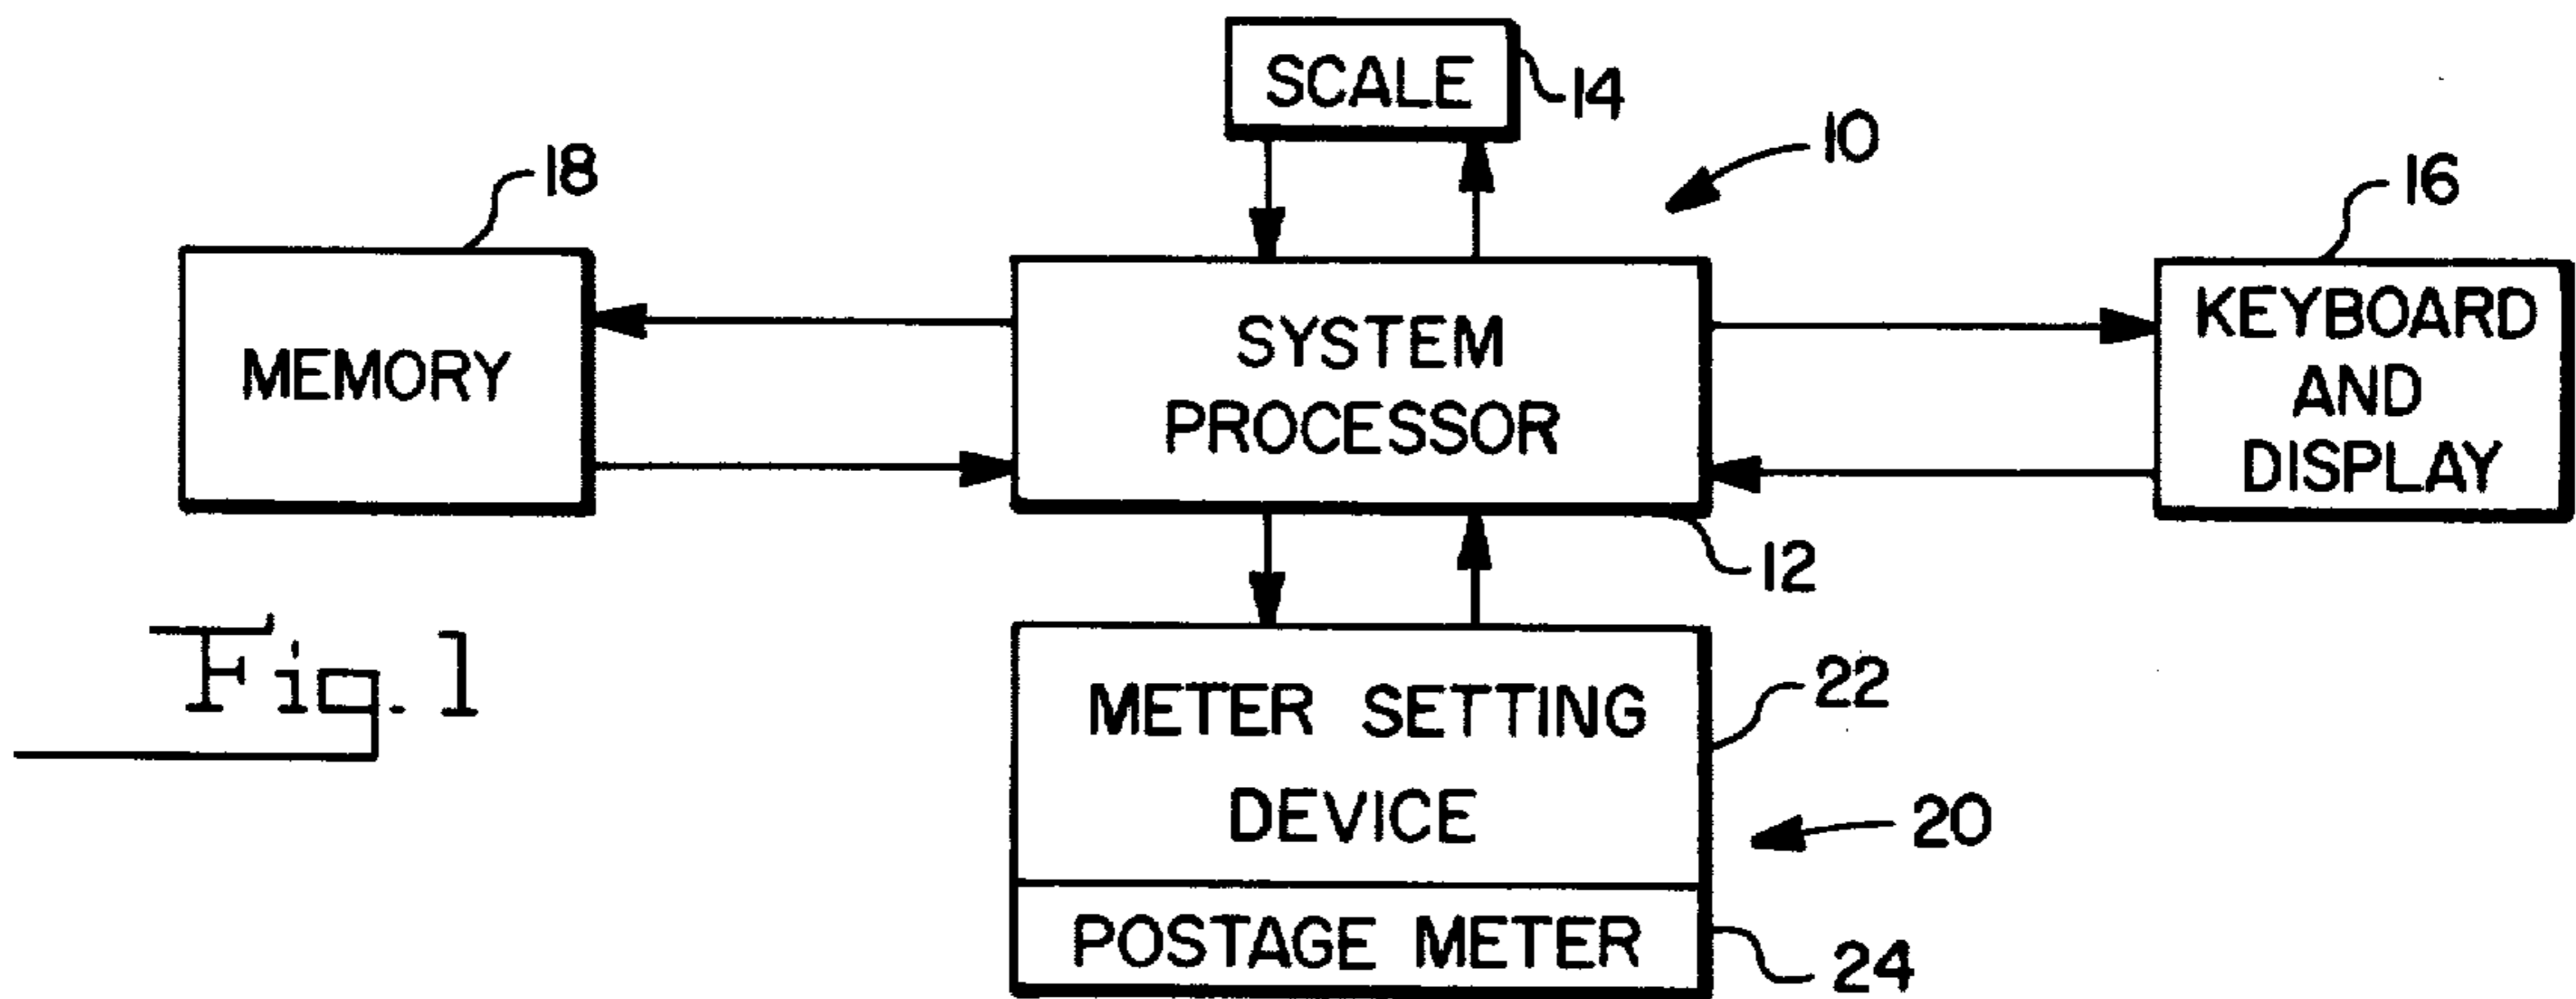 SCALE
14
10
18
16
MEMORY
SYSTEM
PROCESSOR
KEYBOARD
AND
DISPLAY
12
Fig. 1
METER SETTING
DEVICE
22
20
POSTAGE METER
24